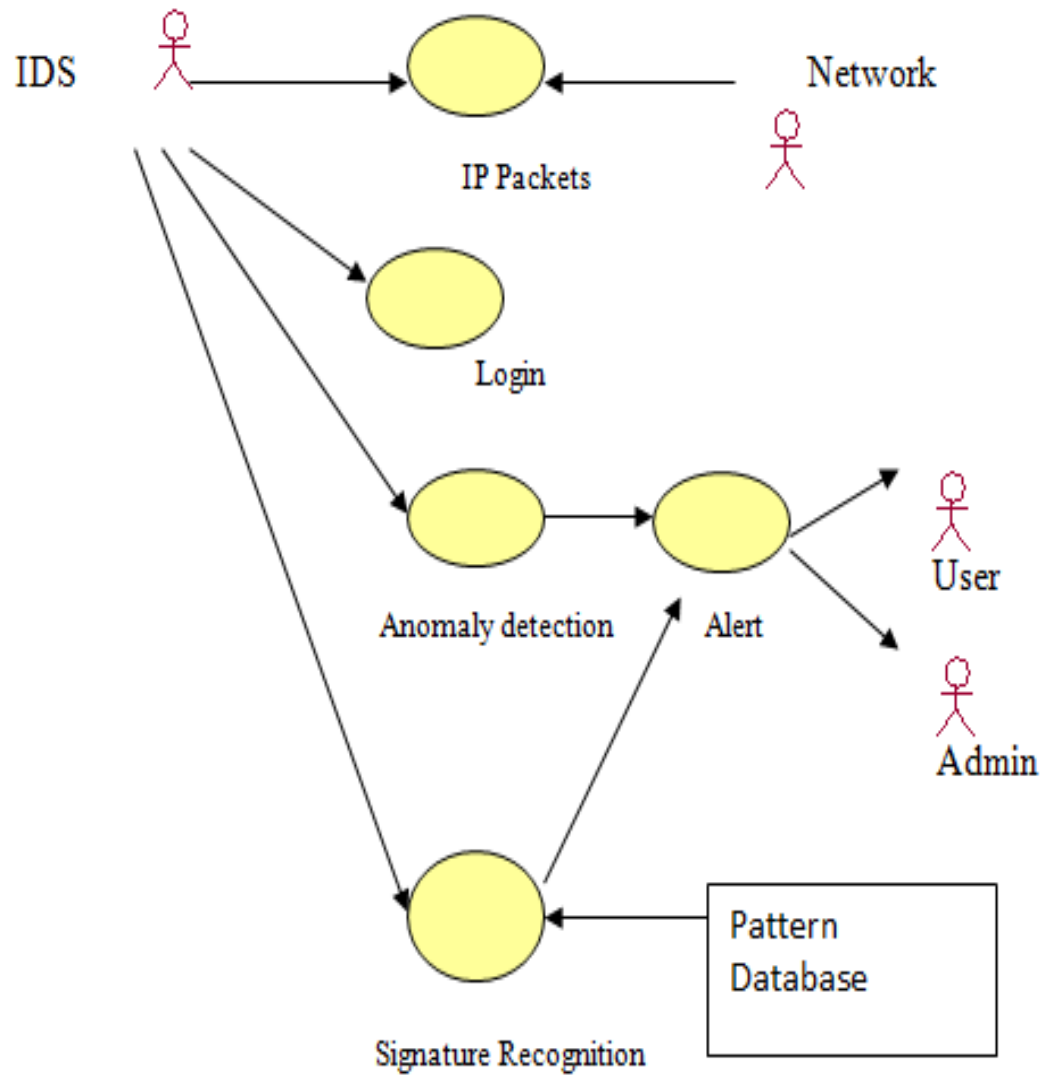 IDS
Network
IP Packets
Login
Anomaly detection
Alert
User
Admin
Pattern
Database
Signature Recognition